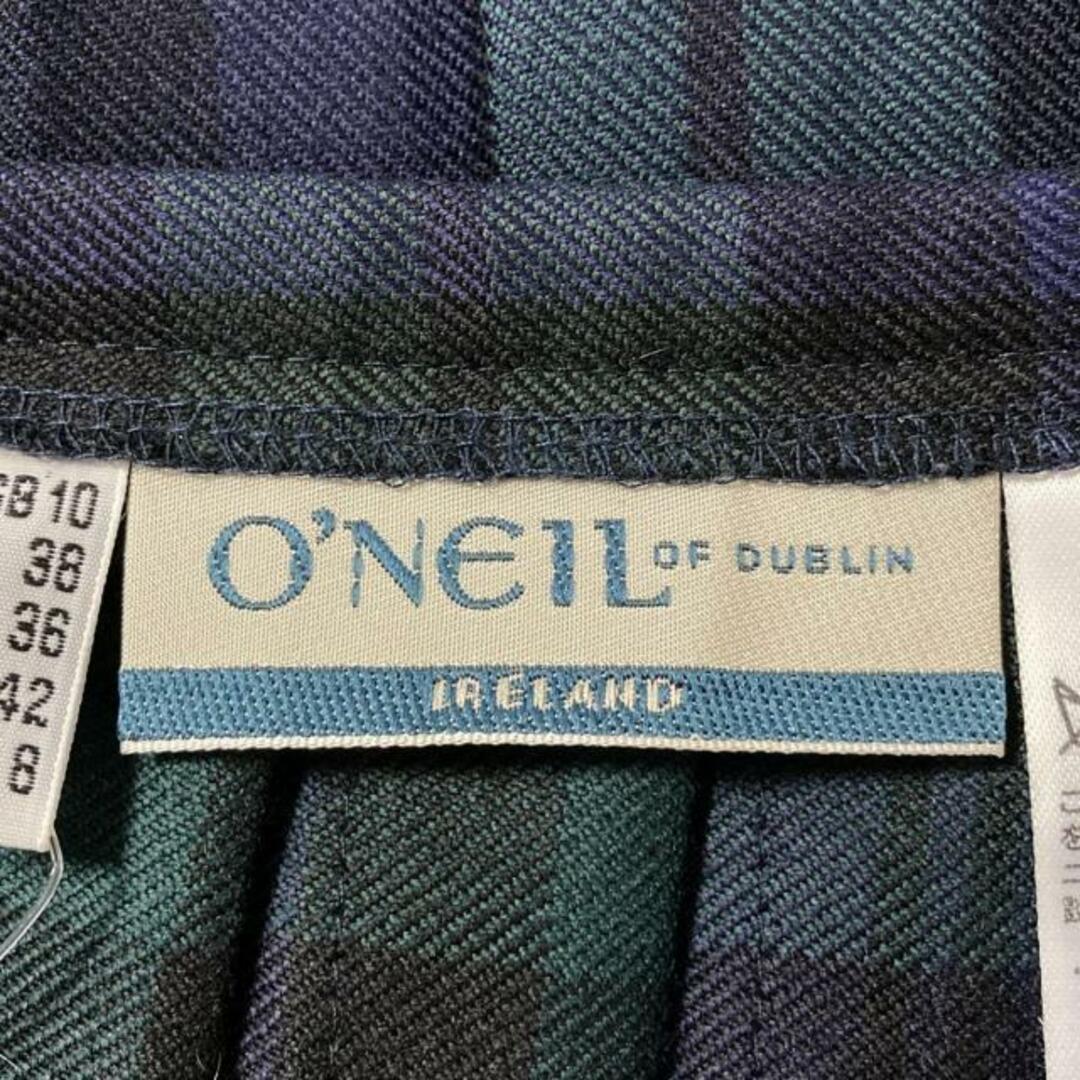 GB 10
38
36
42
8
O'NEIL OF DUBLIN
IRELAND